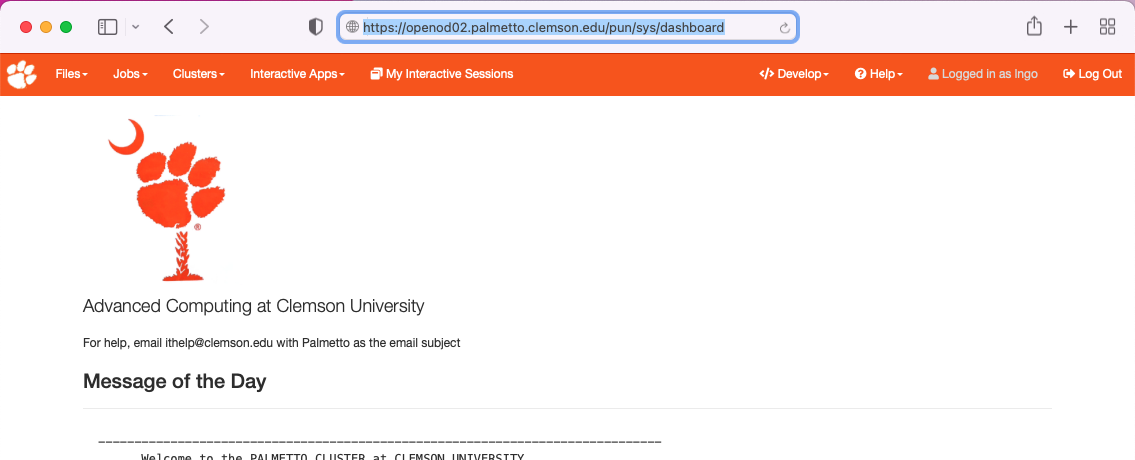 https://openod02.palmetto.clemson.edu/pun/sys/dashboard
Files Jobs Clusters Interactive Apps My Interactive Sessions Develop Help Logged in as lngo Log Out
®
Advanced Computing at Clemson University
For help, email ithelp@clemson.edu with Palmetto as the email subject
Message of the Day
------------------------------------------------------------------------------
Welcome to the PALMETTO CLUSTER at CLEMSON UNIVERSITY